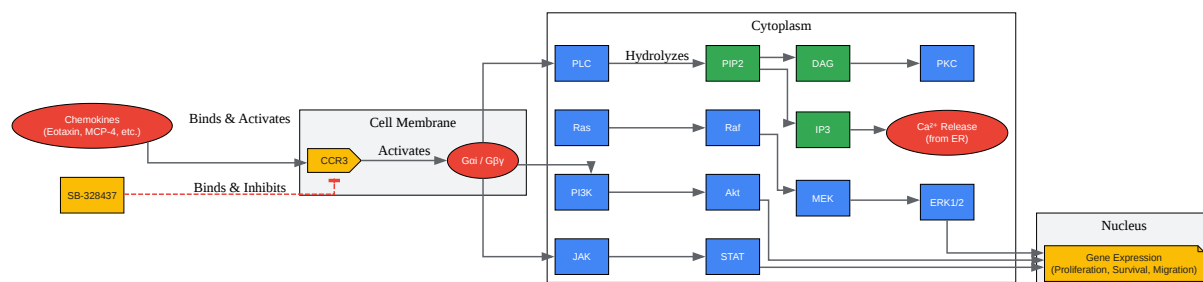 Cytoplasm
PLC
Hydrolyzes
PIP2
DAG
PKC
Chemokines
(Eotaxin, MCP-4, etc.)
Binds & Activates
Cell Membrane
Ras
Raf
IP3
Ca²⁺ Release
(from ER)
CCR3
Activates
Gαi / Gβγ
SB-328437
Binds & Inhibits
PI3K
Akt
MEK
ERK1/2
Nucleus
JAK
STAT
Gene Expression
(Proliferation, Survival, Migration)